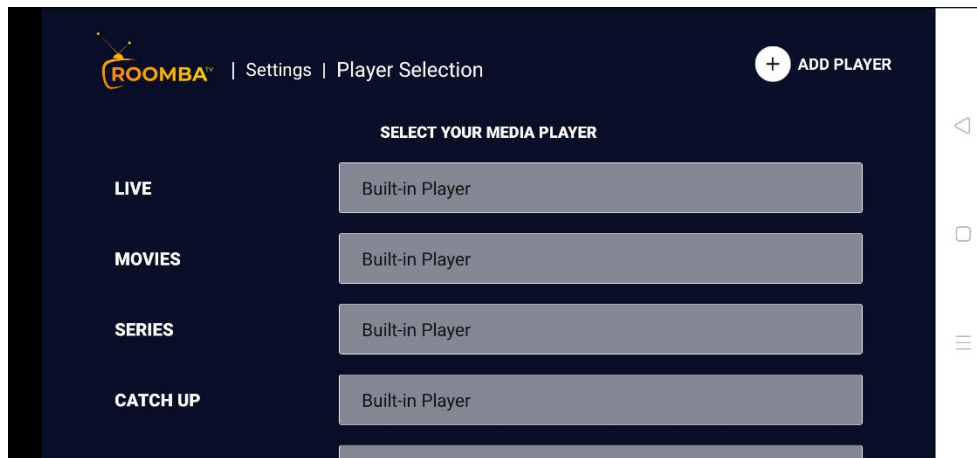 ROOMBA TV | Settings | Player Selection
+ ADD PLAYER
SELECT YOUR MEDIA PLAYER
LIVE Built-in Player
MOVIES Built-in Player
SERIES Built-in Player
CATCH UP Built-in Player